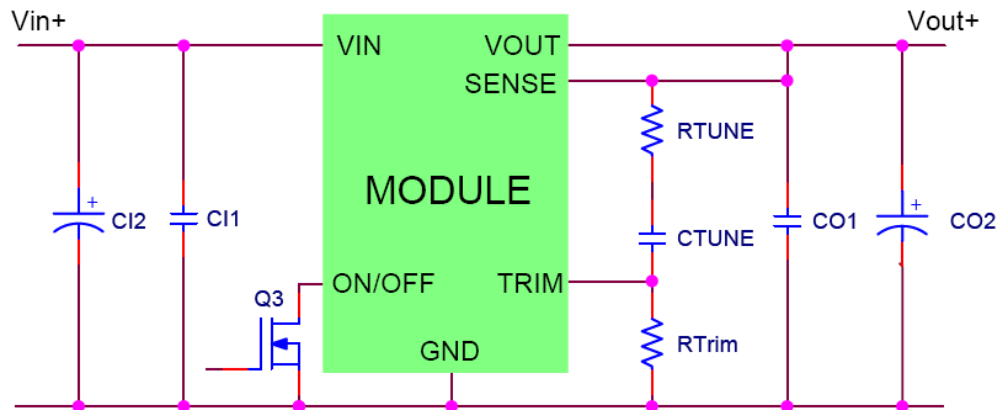 Vin+
Vout+
VIN
VOUT
SENSE
RTUNE
MODULE
+
CI2
CI1
CTUNE
CO1
+
CO2
Q3
ON/OFF
TRIM
RTrim
GND